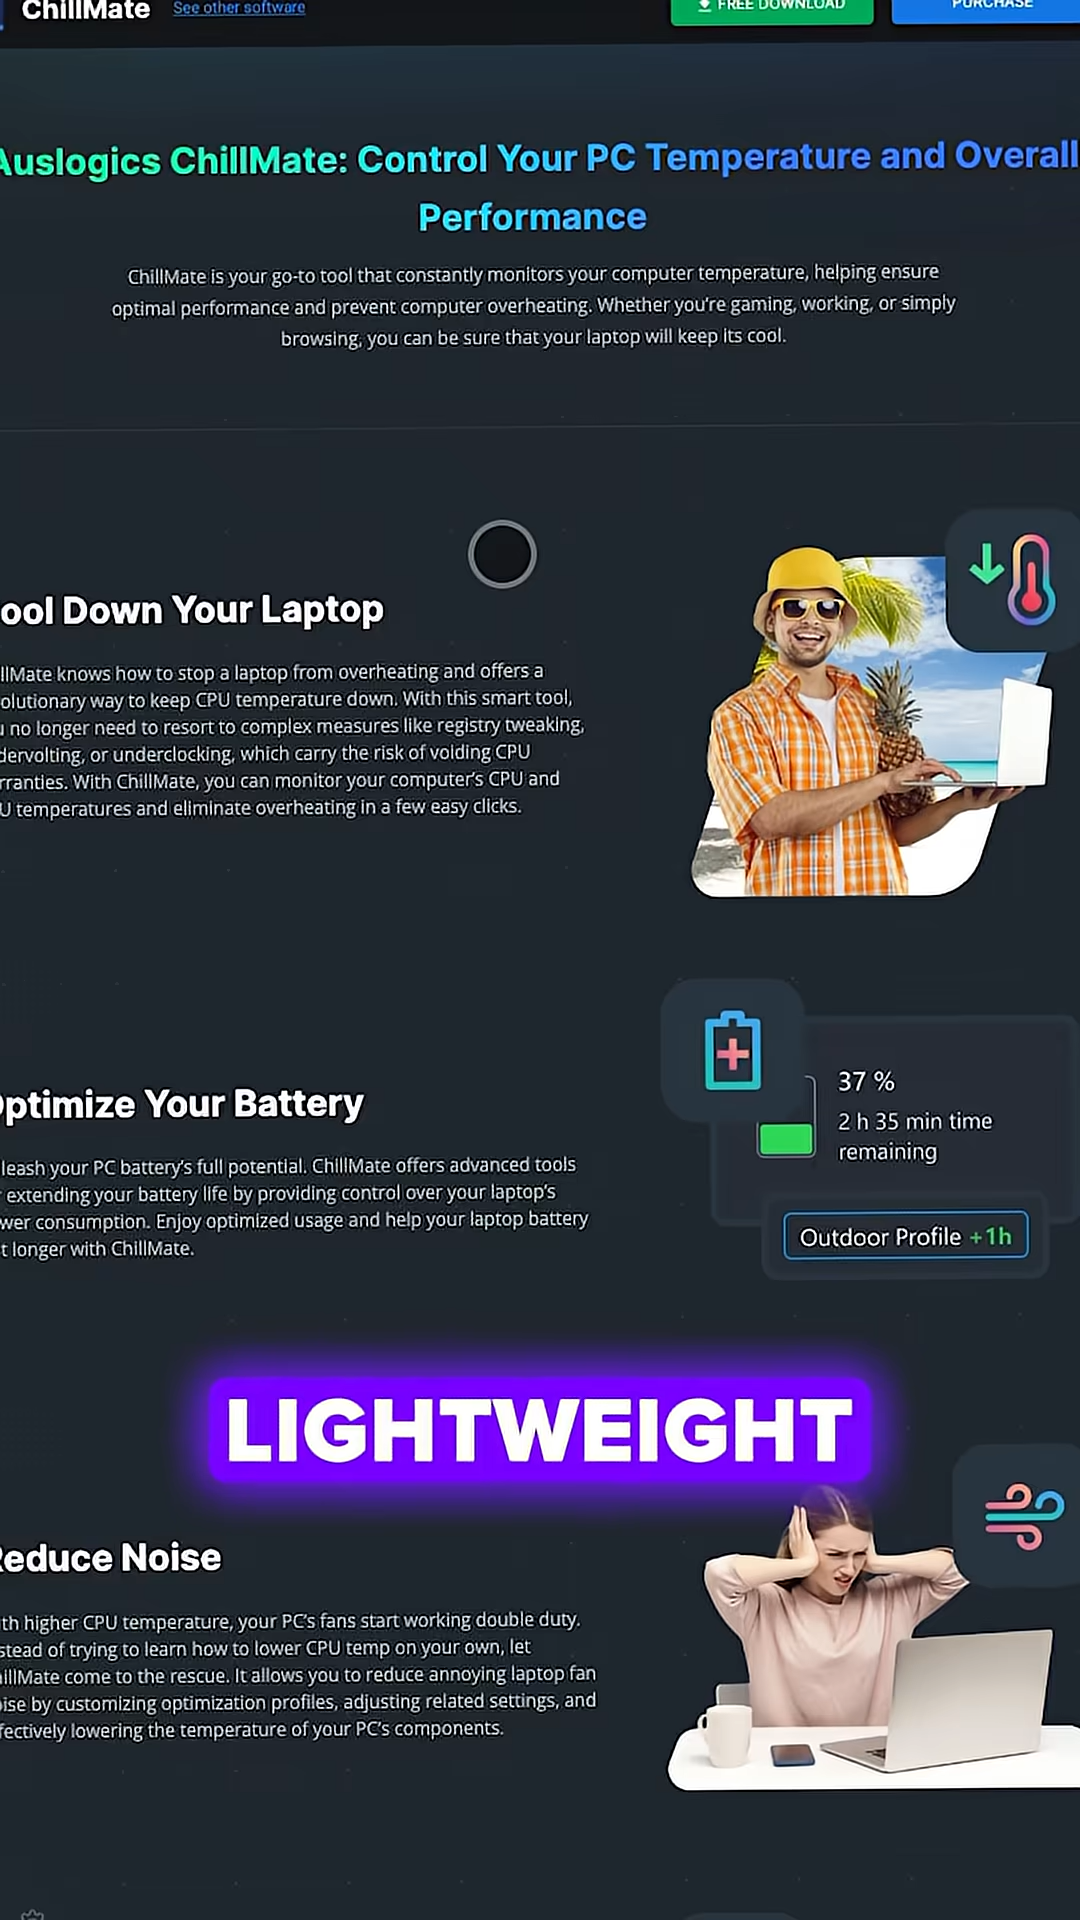 ChillMate See other software FREE DOWNLOAD PURCHASE
Auslogics ChillMate: Control Your PC Temperature and Overall
Performance
ChillMate is your go-to tool that constantly monitors your computer temperature, helping ensure
optimal performance and prevent computer overheating. Whether you're gaming, working, or simply
browsing, you can be sure that your laptop will keep its cool.
ool Down Your Laptop
llMate knows how to stop a laptop from overheating and offers a
olutionary way to keep CPU temperature down. With this smart tool,
u no longer need to resort to complex measures like registry tweaking,
dervolting, or underclocking, which carry the risk of voiding CPU
rranties. With ChillMate, you can monitor your computer's CPU and
U temperatures and eliminate overheating in a few easy clicks.
37 %
2 h 35 min time
remaining
Outdoor Profile +1h
Optimize Your Battery
leash your PC battery's full potential. ChillMate offers advanced tools
r extending your battery life by providing control over your laptop's
wer consumption. Enjoy optimized usage and help your laptop battery
t longer with ChillMate.
LIGHTWEIGHT
Reduce Noise
th higher CPU temperature, your PC's fans start working double duty.
stead of trying to learn how to lower CPU temp on your own, let
hillMate come to the rescue. It allows you to reduce annoying laptop fan
oise by customizing optimization profiles, adjusting related settings, and
fectively lowering the temperature of your PC's components.